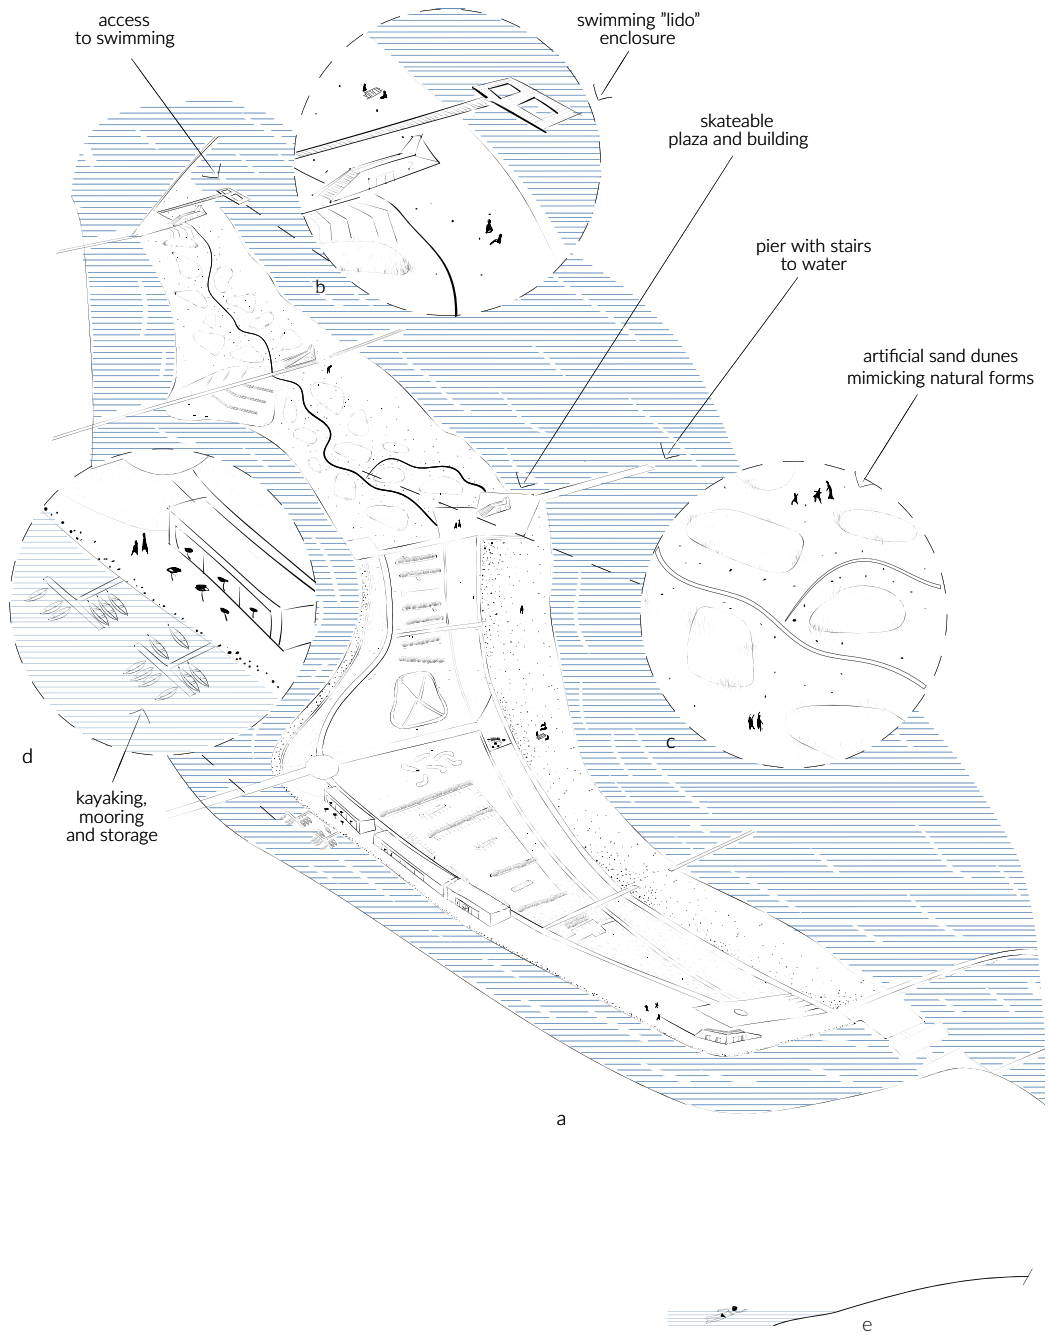 access
to swimming
swimming ”lido”
enclosure
skateable
plaza and building
pier with stairs
to water
b
artificial sand dunes
mimicking natural forms
c
d
kayaking,
mooring
and storage
a
e